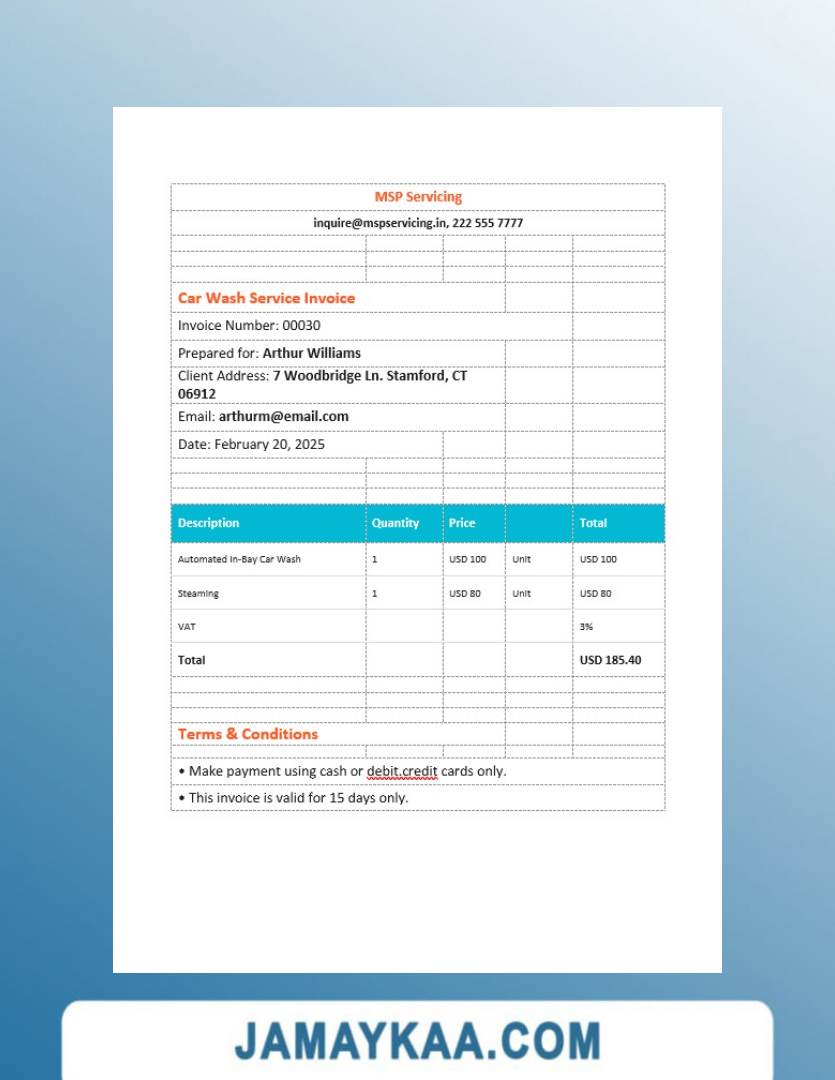 MSP Servicing
inquire@mspservicing.in, 222 555 7777
Car Wash Service Invoice
Invoice Number: 00030
Prepared for: Arthur Williams
Client Address: 7 Woodbridge Ln. Stamford, CT
06912
Email: arthurm@email.com
Date: February 20, 2025
Description Quantity Price Total
Automated In-Bay Car Wash 1 USD 100 Unit USD 100
Steaming 1 USD 80 Unit USD 80
VAT 3%
Total USD 185.40
Terms & Conditions
• Make payment using cash or debit.credit cards only.
• This invoice is valid for 15 days only.
JAMAYKAA.COM